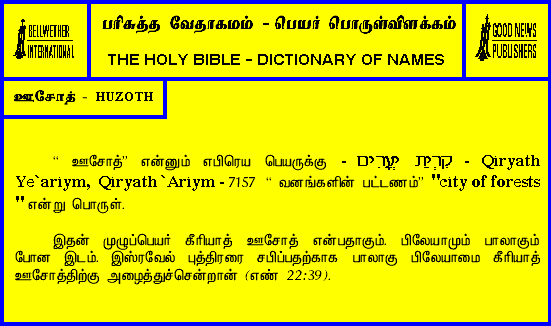 BELLWETHER
INTERNATIONAL
பரிசுத்த வேதாகமம் - பெயர் பொருள்விளக்கம்
THE HOLY BIBLE - DICTIONARY OF NAMES
GOOD NEWS
PUBLISHERS
ஊசோத் - HUZOTH
“ ஊசோத்” என்னும் எபிரெய பெயருக்கு - קִרְיַת יְעָרִים - Qiryath
Ye`ariym, Qiryath `Ariym - 7157 “ வனங்களின் பட்டணம்” "city of forests
" என்று பொருள்.
இதன் முழுப்பெயர் கீரியாத் ஊசோத் என்பதாகும். பிலேயாமும் பாலாகும்
போன இடம். இஸ்ரவேல் புத்திரரை சபிப்பதற்காக பாலாகு பிலேயாமை கீரியாத்
ஊசோத்திற்கு அழைத்துச்சென்றான் (எண் 22:39).